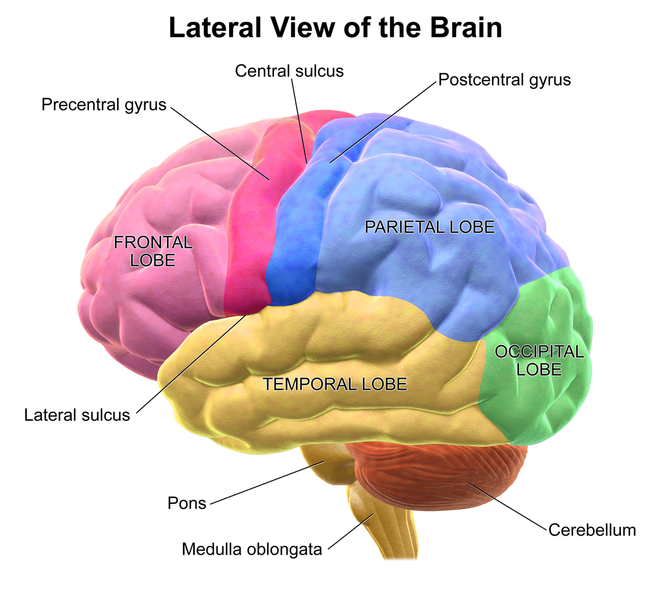 Lateral View of the Brain
Central sulcus
Postcentral gyrus
Precentral gyrus
PARIETAL LOBE
FRONTAL
LOBE
OCCIPITAL
LOBE
TEMPORAL LOBE
Lateral sulcus
Pons
Cerebellum
Medulla oblongata